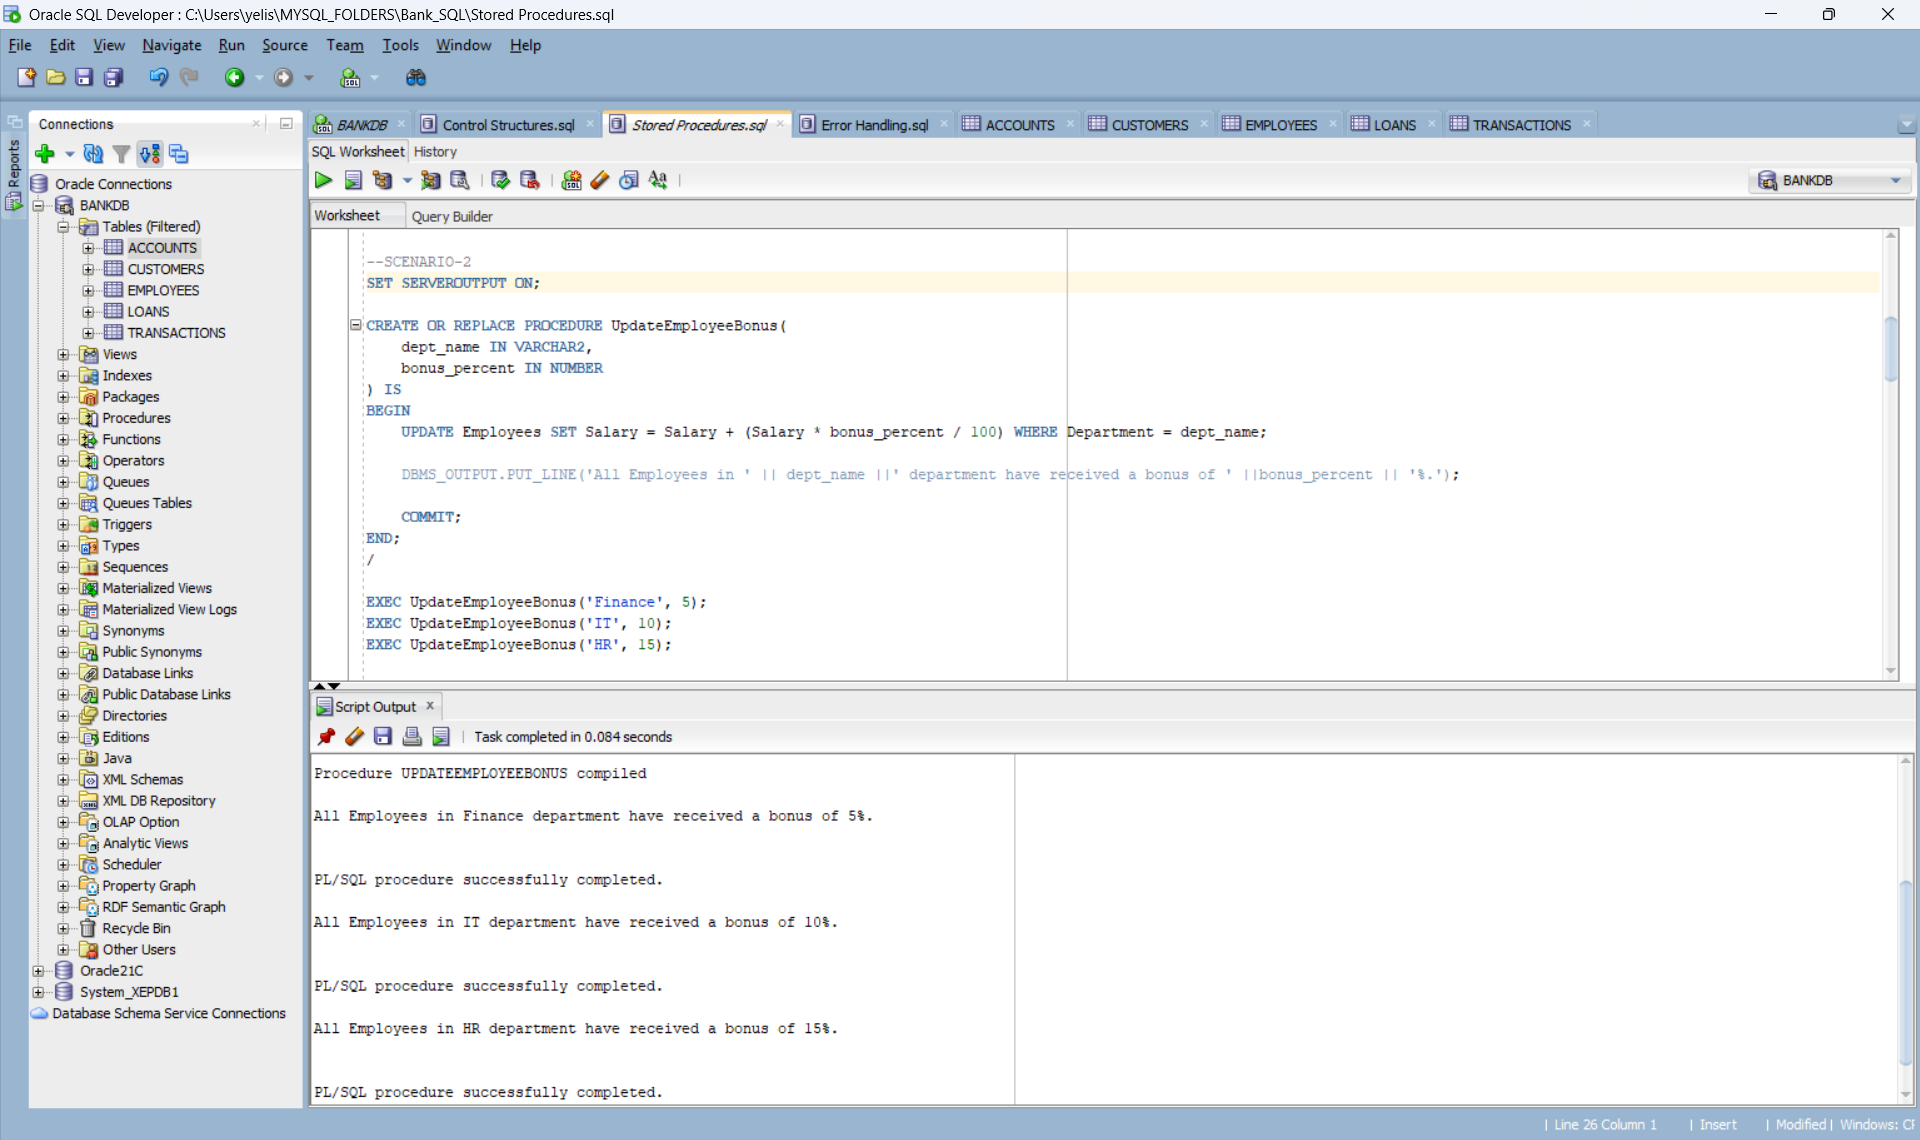 Oracle SQL Developer : C:\Users\yelis\MYSQL_FOLDERS\Bank_SQL\Stored Procedures.sql
File Edit View Navigate Run Source Team Tools Window Help
Reports
Connections
Oracle Connections
BANKDB
Tables (Filtered)
ACCOUNTS
CUSTOMERS
EMPLOYEES
LOANS
TRANSACTIONS
Views
Indexes
Packages
Procedures
Functions
Operators
Queues
Queues Tables
Triggers
Types
Sequences
Materialized Views
Materialized View Logs
Synonyms
Public Synonyms
Database Links
Public Database Links
Directories
Editions
Java
XML Schemas
XML DB Repository
OLAP Option
Analytic Views
Scheduler
Property Graph
RDF Semantic Graph
Recycle Bin
Other Users
Oracle21C
System_XEPDB1
Database Schema Service Connections
BANKDB Control Structures.sql Stored Procedures.sql Error Handling.sql ACCOUNTS CUSTOMERS EMPLOYEES LOANS TRANSACTIONS
SQL Worksheet History
BANKDB
Worksheet Query Builder
--SCENARIO-2
SET SERVEROUTPUT ON;
CREATE OR REPLACE PROCEDURE UpdateEmployeeBonus(
dept_name IN VARCHAR2,
bonus_percent IN NUMBER
) IS
BEGIN
UPDATE Employees SET Salary = Salary + (Salary * bonus_percent / 100) WHERE Department = dept_name;
DBMS_OUTPUT.PUT_LINE('All Employees in ' || dept_name ||' department have received a bonus of ' ||bonus_percent || '%.');
COMMIT;
END;
/
EXEC UpdateEmployeeBonus('Finance', 5);
EXEC UpdateEmployeeBonus('IT', 10);
EXEC UpdateEmployeeBonus('HR', 15);
Script Output
Task completed in 0.084 seconds
Procedure UPDATEEMPLOYEEBONUS compiled
All Employees in Finance department have received a bonus of 5%.
PL/SQL procedure successfully completed.
All Employees in IT department have received a bonus of 10%.
PL/SQL procedure successfully completed.
All Employees in HR department have received a bonus of 15%.
PL/SQL procedure successfully completed.
| Line 26 Column 1 | Insert | Modified | Windows: CF